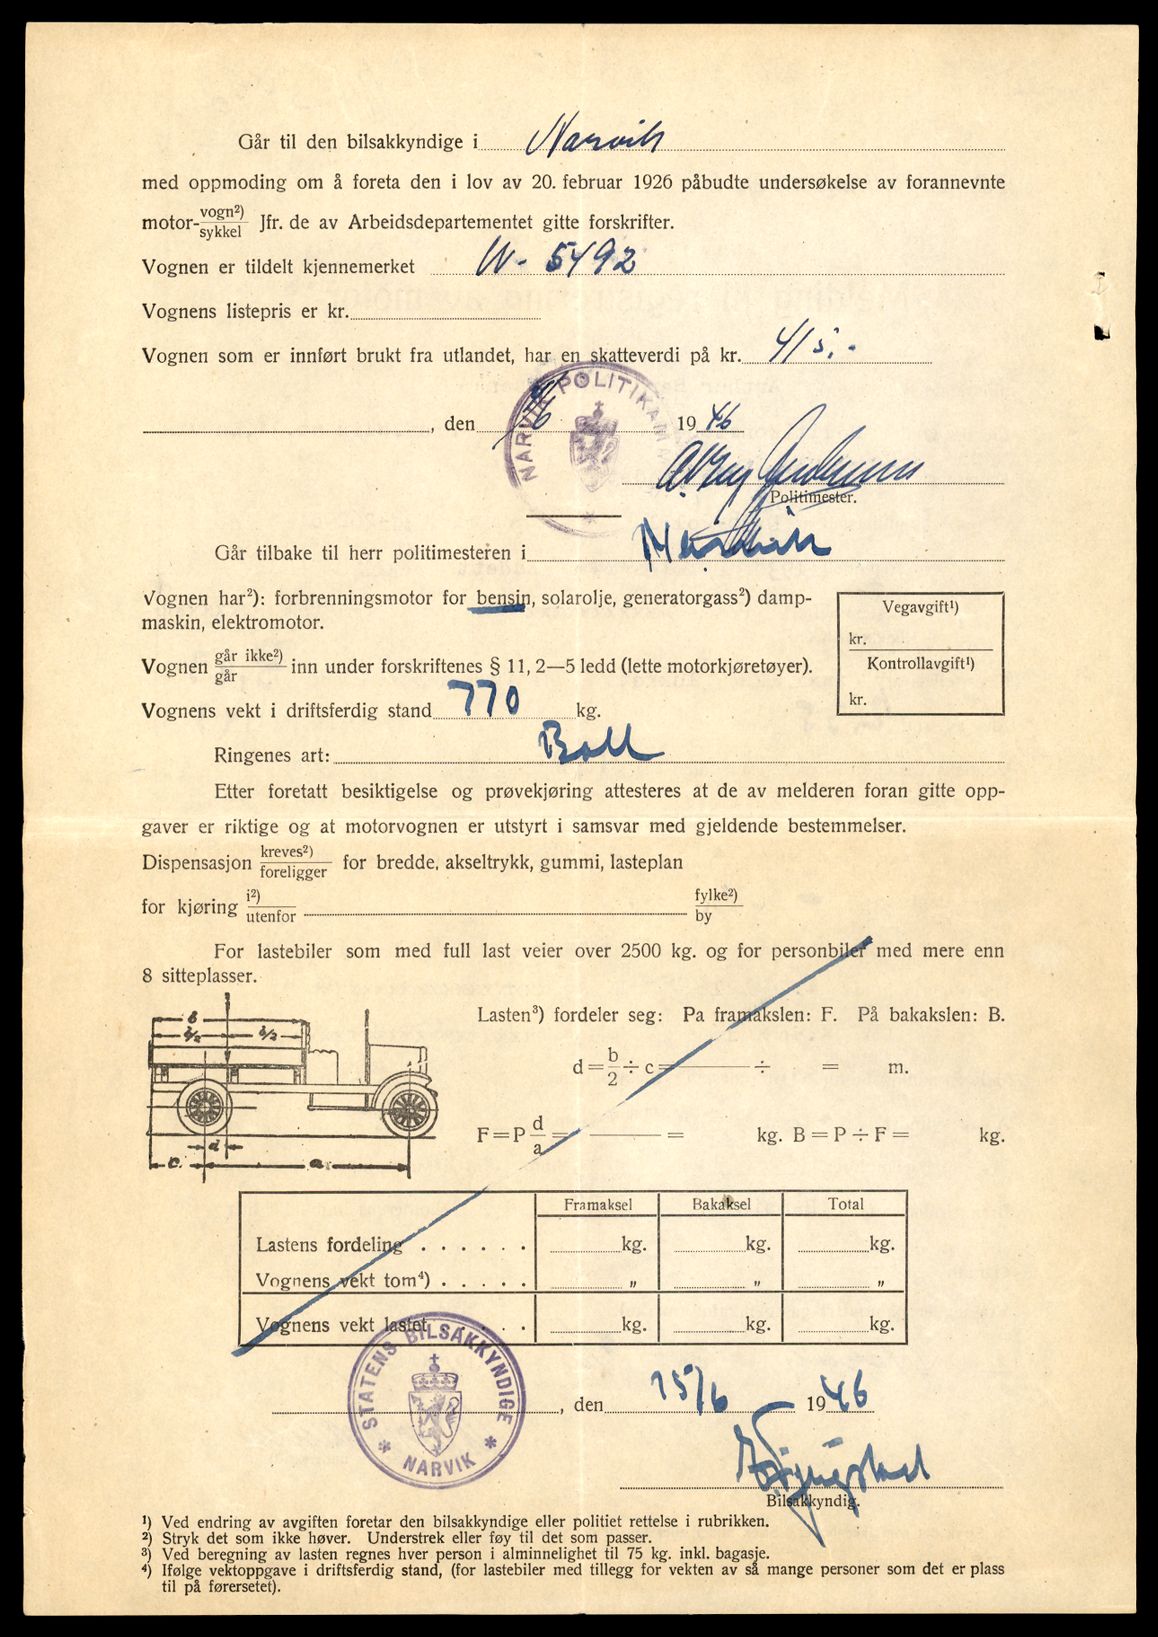 Går til den bilsakkyndige i Narvik
med oppmoding om å foreta den i lov av 20. februar 1926 påbudte undersøkelse av forannevnte
motor- vogn²) / sykkel Jfr. de av Arbeidsdepartementet gitte forskrifter.
Vognen er tildelt kjennemerket W- 5492
Vognens listepris er kr.
Vognen som er innført brukt fra utlandet, har en skatteverdi på kr. 415,-
NARVIK POLITIKAM
, den 1946
Politimester.
Går tilbake til herr politimesteren i Narvik
Vognen har²): forbrenningsmotor for bensin, solarolje, generatorgass²) damp-
maskin, elektromotor.
Vegavgift¹)
kr.
Kontrollavgift¹)
kr.
Vognen går ikke²) / går inn under forskriftenes § 11, 2—5 ledd (lette motorkjøretøyer).
Vognens vekt i driftsferdig stand 770 kg.
Ringenes art: Ball
Etter foretatt besiktigelse og prøvekjøring attesteres at de av melderen foran gitte opp-
gaver er riktige og at motorvognen er utstyrt i samsvar med gjeldende bestemmelser.
Dispensasjon kreves²) / foreligger for bredde, akseltrykk, gummi, lasteplan
for kjøring i²) / utenfor fylke²) / by
For lastebiler som med full last veier over 2500 kg. og for personbiler med mere enn
8 sitteplasser.
Lasten³) fordeler seg: Pa framakslen: F. På bakakslen: B.
B
b/2 b/2
d = b/2 ÷ c = ÷ = m.
F = P d/a = = kg. B = P ÷ F = kg.
d
c a
Framaksel Bakaksel Total
Lastens fordeling . . . . . . kg. kg. kg.
Vognens vekt tom⁴) . . . . . " " "
Vognens vekt lastet . . . kg. kg. kg.
STATENS BILSAKKYNDIGE
* NARVIK *
, den 15/6 1946
Bilsakkyndig.
¹) Ved endring av avgiften foretar den bilsakkyndige eller politiet rettelse i rubrikken.
²) Stryk det som ikke høver. Understrek eller føy til det som passer.
³) Ved beregning av lasten regnes hver person i alminnelighet til 75 kg. inkl. bagasje.
⁴) Ifølge vektoppgave i driftsferdig stand, (for lastebiler med tillegg for vekten av så mange personer som det er plass
til på førersetet).